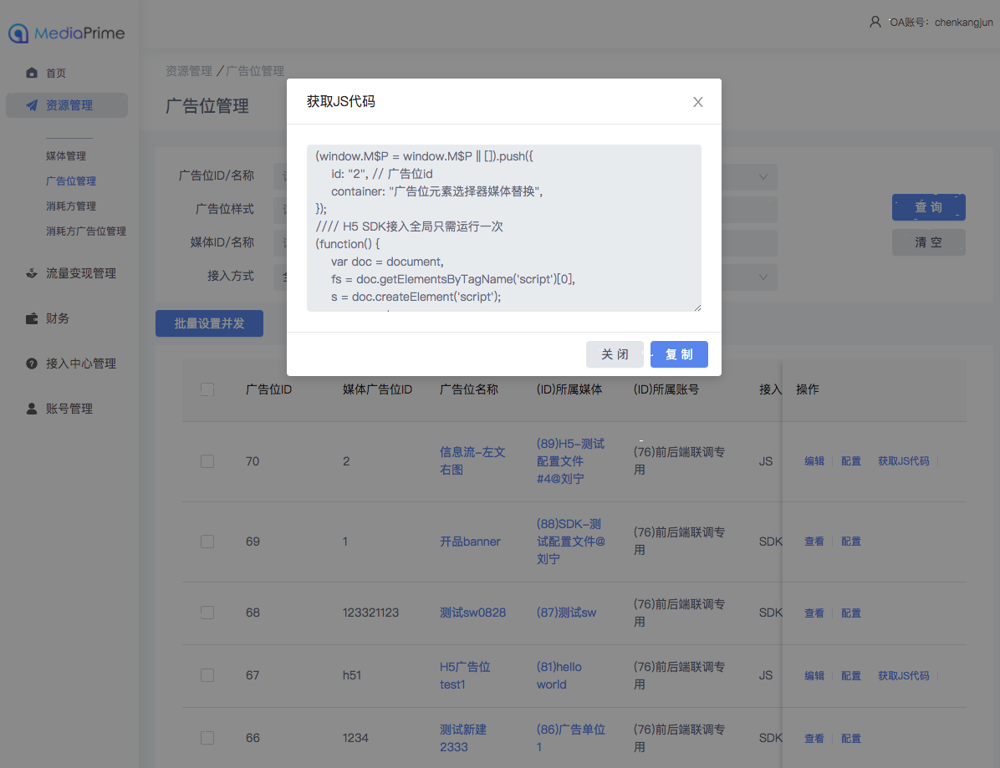 MediaPrime
OA账号：chenkangjun
首页
资源管理
媒体管理
广告位管理
消耗方管理
消耗方广告位管理
流量变现管理
财务
接入中心管理
账号管理
资源管理 / 广告位管理
广告位管理
广告位ID/名称
广告位样式
媒体ID/名称
接入方式
查 询
清 空
批量设置并发
获取JS代码
(window.M$P = window.M$P || []).push({
id: "2", // 广告位id
container: "广告位元素选择器媒体替换",
});
//// H5 SDK接入全局只需运行一次
(function() {
var doc = document,
fs = doc.getElementsByTagName('script')[0],
s = doc.createElement('script');
关 闭
复 制
广告位ID 媒体广告位ID 广告位名称 (ID)所属媒体 (ID)所属账号 接入 操作
70 2 信息流-左文右图 (89)H5-测试配置文件#4@刘宁 (76)前后端联调专用 JS 编辑 配置 获取JS代码
69 1 开品banner (88)SDK-测试配置文件@刘宁 (76)前后端联调专用 SDK 查看 配置
68 123321123 测试sw0828 (87)测试sw (76)前后端联调专用 SDK 查看 配置
67 h51 H5广告位test1 (81)hello world (76)前后端联调专用 JS 编辑 配置 获取JS代码
66 1234 测试新建2333 (86)广告单位1 (76)前后端联调专用 SDK 查看 配置